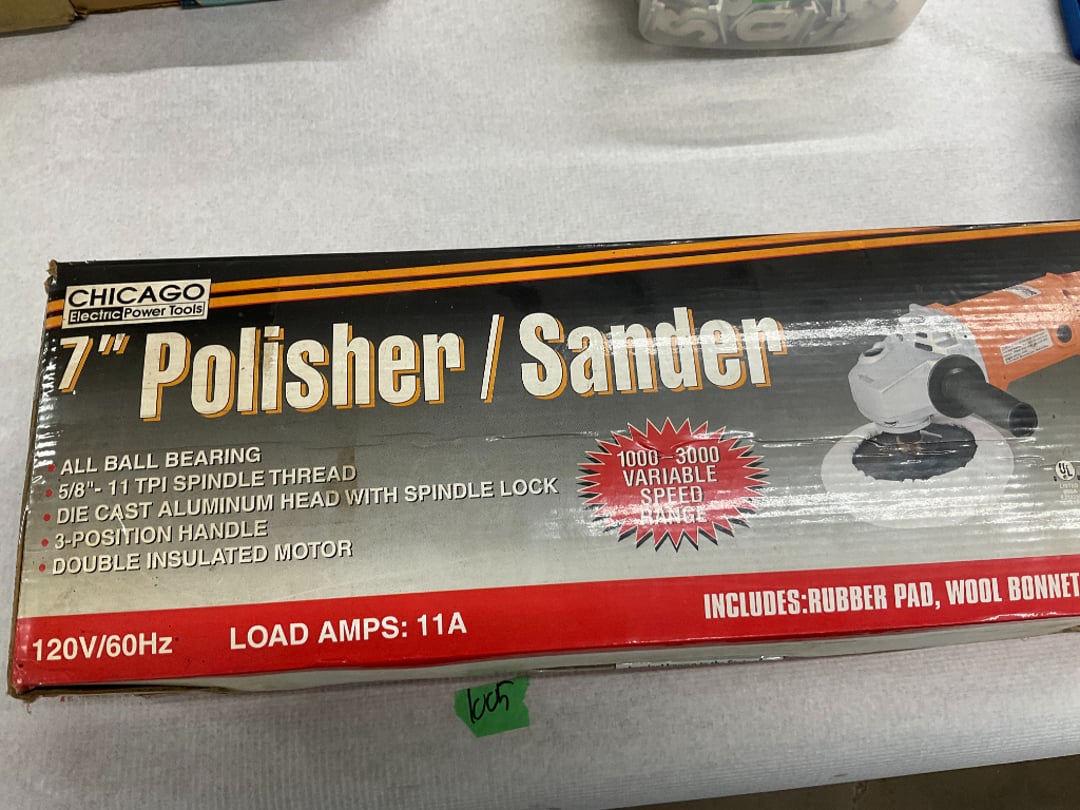 CHICAGO
Electric Power Tools
7" Polisher / Sander
• ALL BALL BEARING
• 5/8"- 11 TPI SPINDLE THREAD
• DIE CAST ALUMINUM HEAD WITH SPINDLE LOCK
• 3-POSITION HANDLE
• DOUBLE INSULATED MOTOR
1000-3000
VARIABLE
SPEED
RANGE
UL
120V/60Hz
LOAD AMPS: 11A
INCLUDES:RUBBER PAD, WOOL BONNET
1005